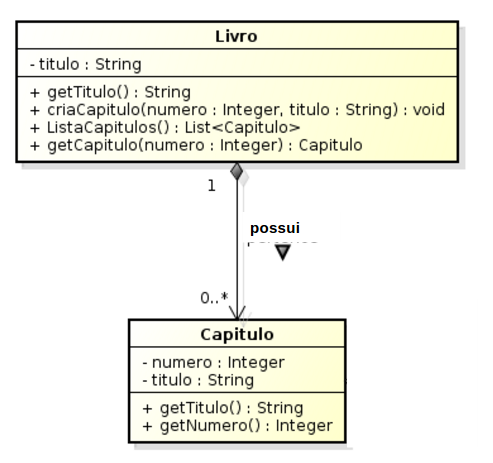 Livro
- titulo : String
+ getTitulo() : String
+ criaCapitulo(numero : Integer, titulo : String) : void
+ ListaCapitulos() : List<Capitulo>
+ getCapitulo(numero : Integer) : Capitulo
1
possui
0..*
Capitulo
- numero : Integer
- titulo : String
+ getTitulo() : String
+ getNumero() : Integer